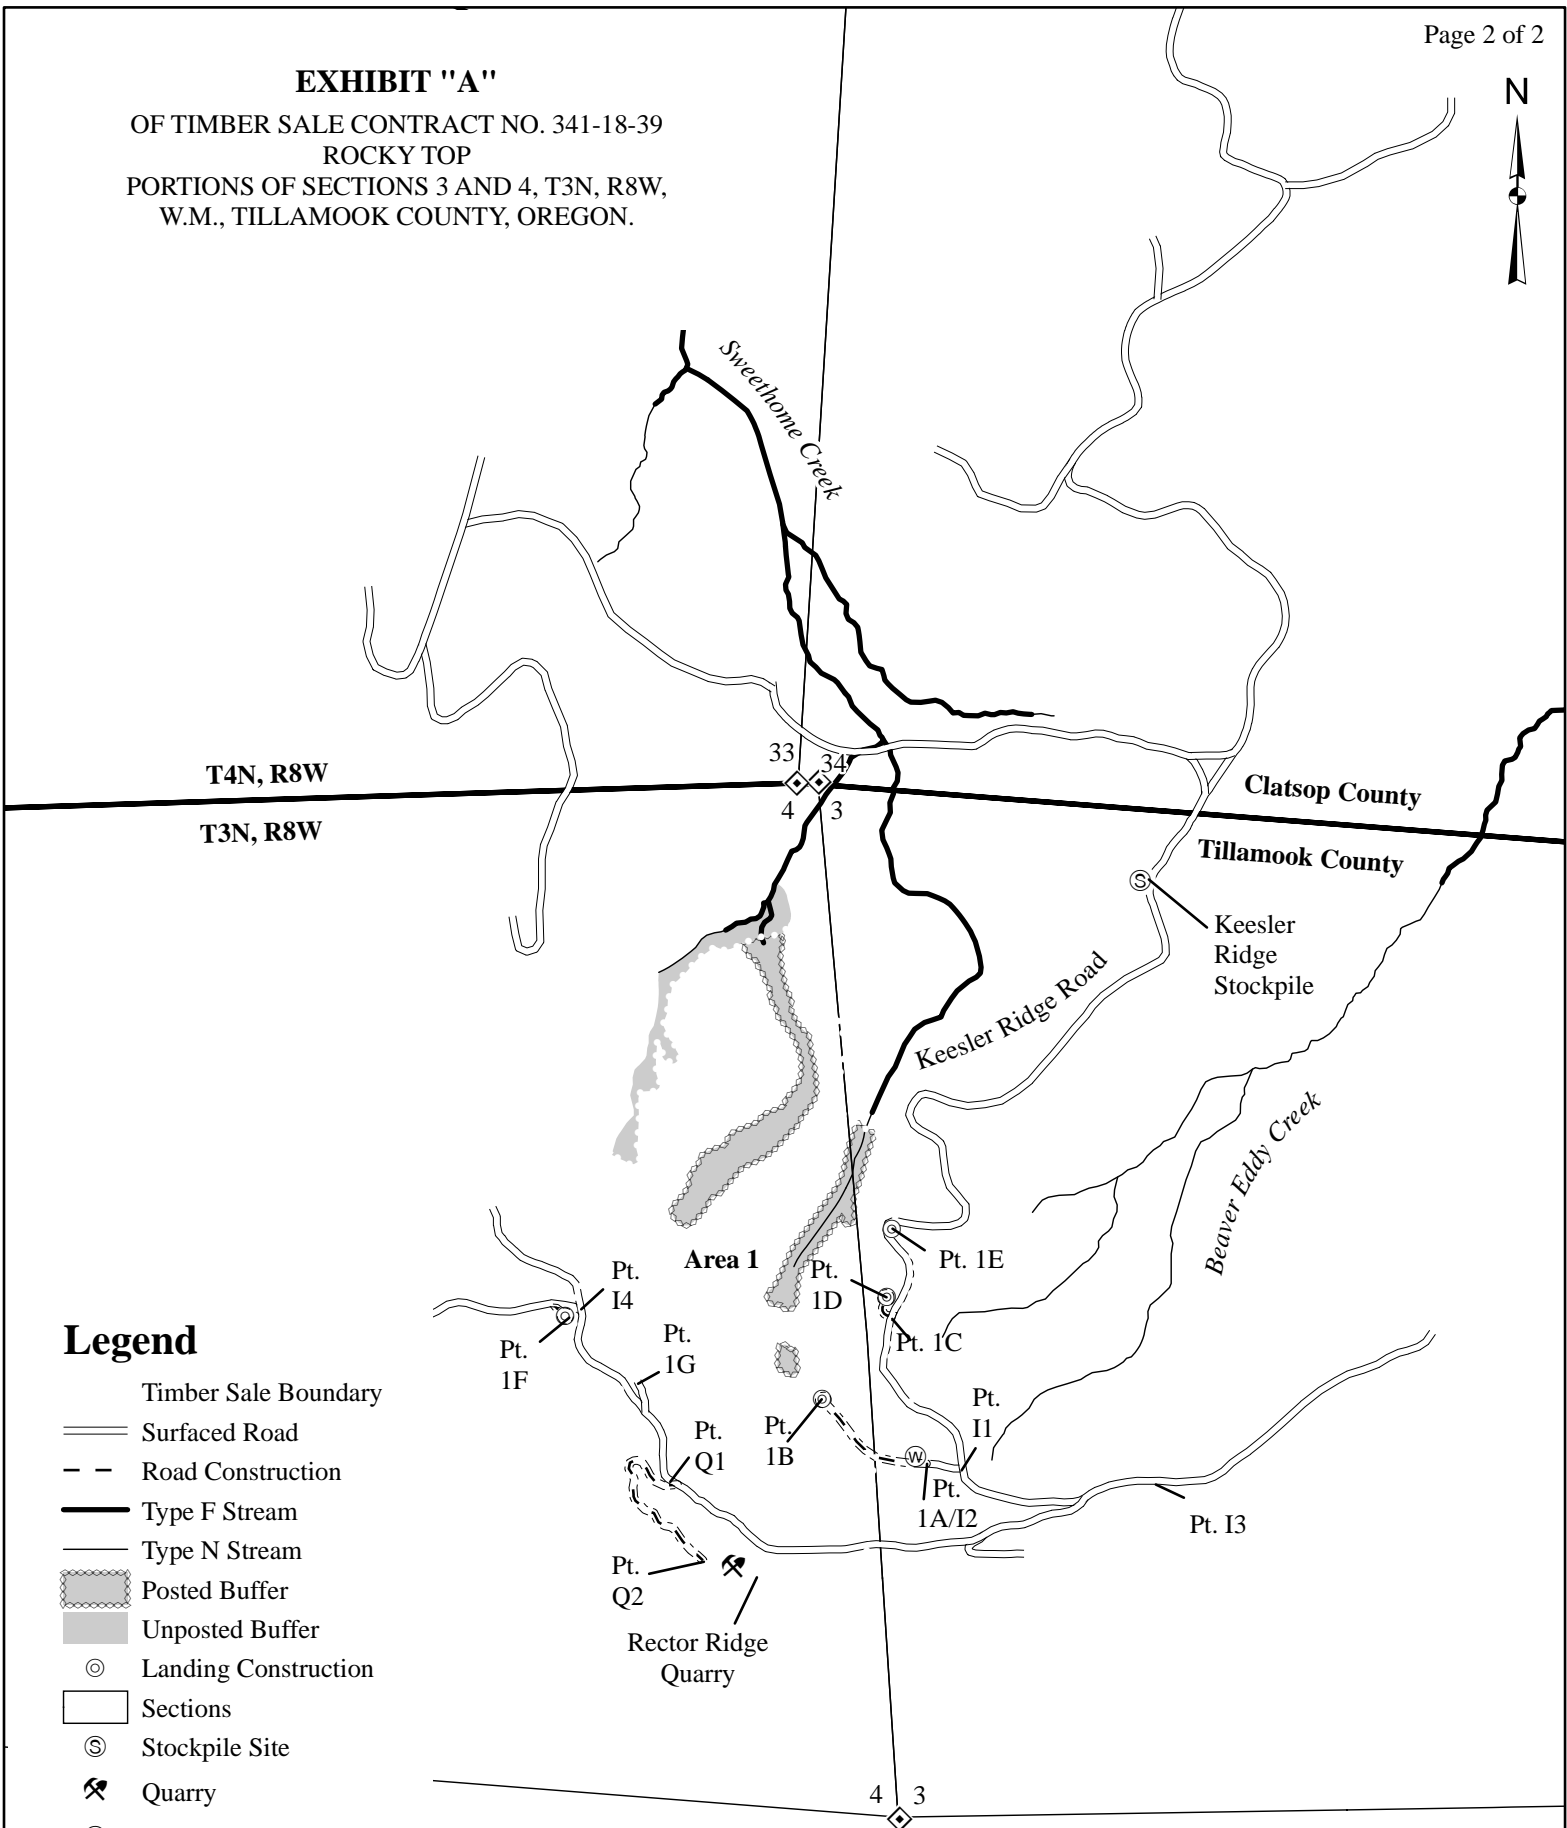 Page 2 of 2
EXHIBIT "A"
OF TIMBER SALE CONTRACT NO. 341-18-39
ROCKY TOP
PORTIONS OF SECTIONS 3 AND 4, T3N, R8W,
W.M., TILLAMOOK COUNTY, OREGON.
N
Sweethome Creek
33
34
T4N, R8W
T3N, R8W
4
3
Clatsop County
Tillamook County
S
Keesler
Ridge
Stockpile
Keesler Ridge Road
Beaver Eddy Creek
Area 1
Pt. 1E
Pt.
1D
Pt. 1C
Pt.
I4
Pt.
1F
Pt.
1G
Pt.
Q1
Pt.
1B
Pt.
I1
W
Pt.
1A/I2
Pt. I3
Pt.
Q2
Rector Ridge
Quarry
Legend
Timber Sale Boundary
Surfaced Road
Road Construction
Type F Stream
Type N Stream
Posted Buffer
Unposted Buffer
Landing Construction
Sections
S Stockpile Site
Quarry
4 3